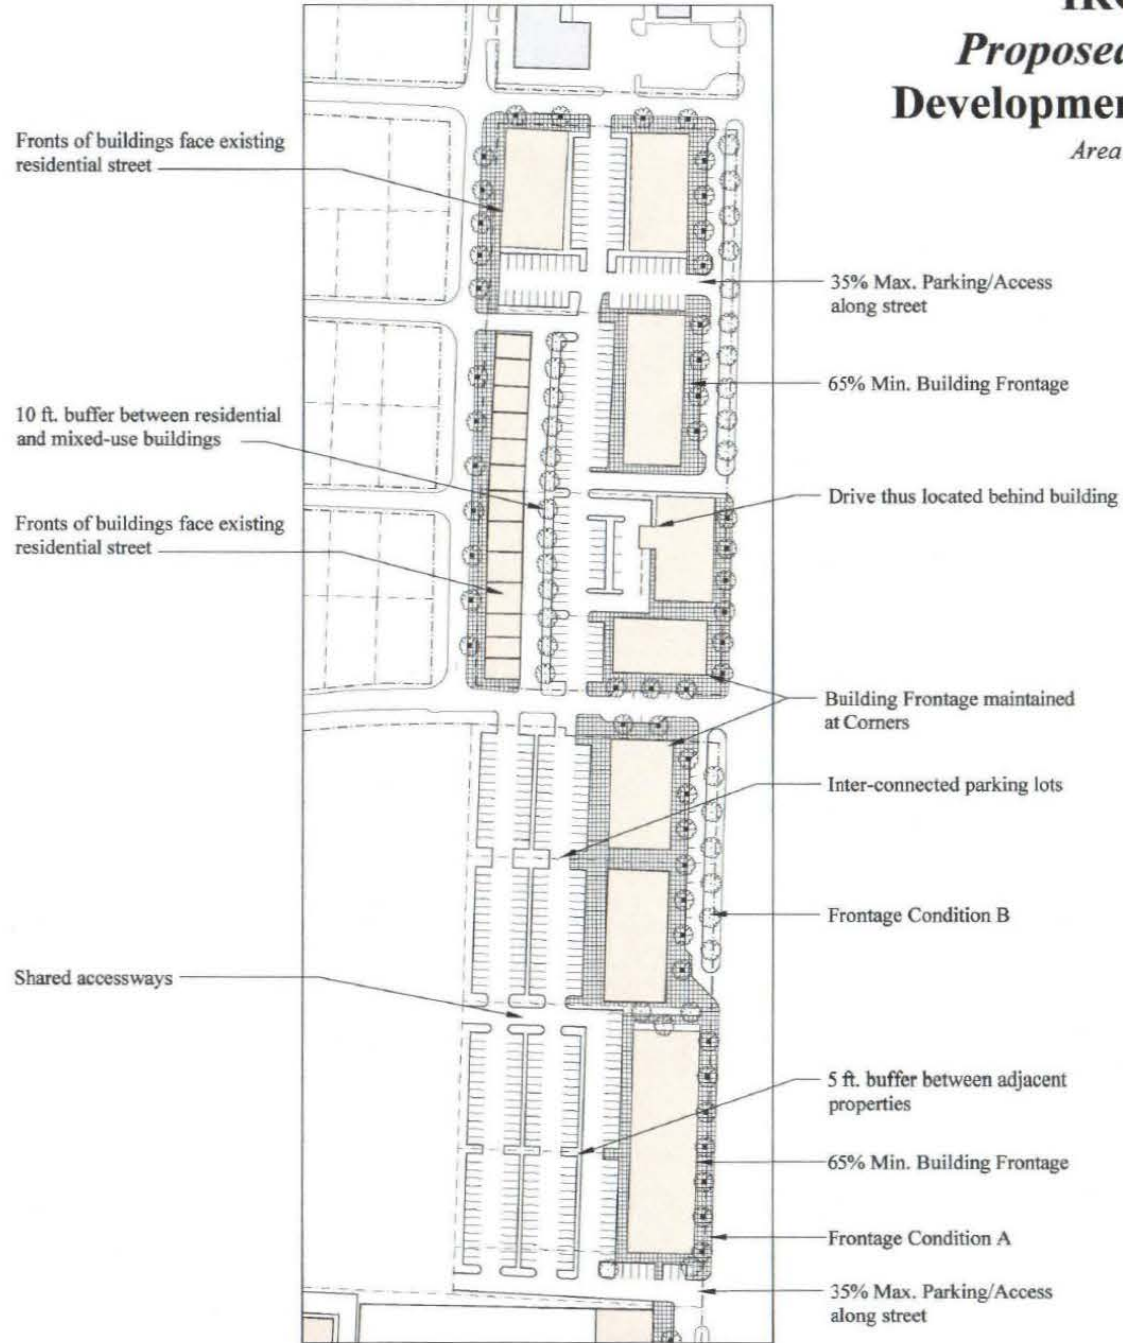 Proposed
Development
Area
Fronts of buildings face existing
residential street
35% Max. Parking/Access
along street
65% Min. Building Frontage
10 ft. buffer between residential
and mixed-use buildings
Drive thus located behind building
Fronts of buildings face existing
residential street
Building Frontage maintained
at Corners
Inter-connected parking lots
Frontage Condition B
Shared accessways
5 ft. buffer between adjacent
properties
65% Min. Building Frontage
Frontage Condition A
35% Max. Parking/Access
along street